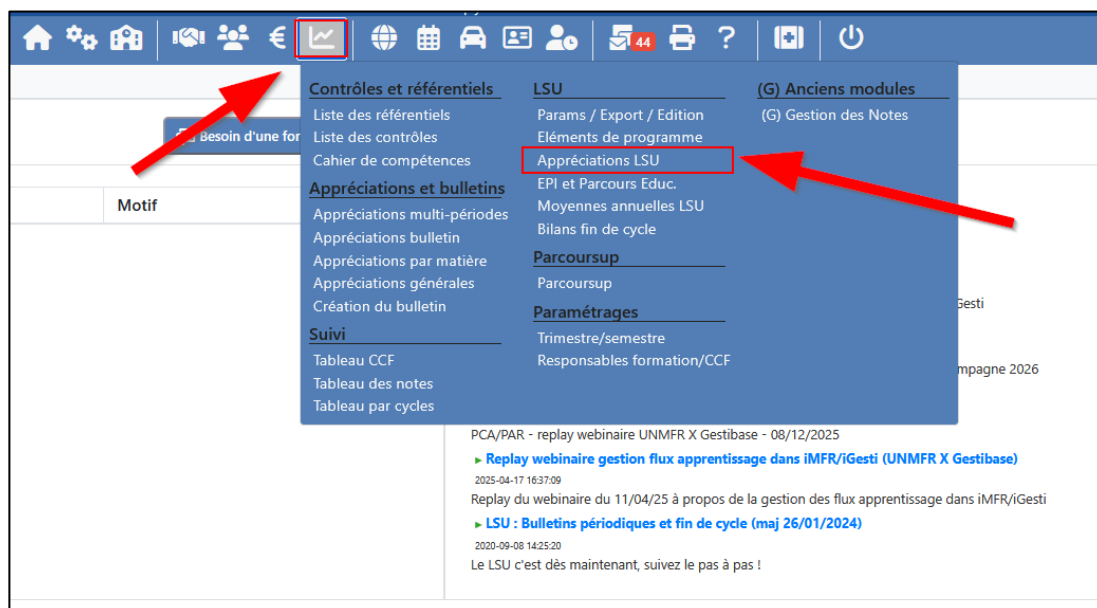 44
?
€
Contrôles et référentiels
Liste des référentiels
Liste des contrôles
Cahier de compétences
Appréciations et bulletins
Appréciations multi-périodes
Appréciations bulletin
Appréciations par matière
Appréciations générales
Création du bulletin
Suivi
Tableau CCF
Tableau des notes
Tableau par cycles
LSU
Params / Export / Edition
Eléments de programme
Appréciations LSU
EPI et Parcours Educ.
Moyennes annuelles LSU
Bilans fin de cycle
Parcoursup
Parcoursup
Paramétrages
Trimestre/semestre
Responsables formation/CCF
(G) Anciens modules
(G) Gestion des Notes
Besoin d'une for
Motif
Gesti
mpagne 2026
PCA/PAR - replay webinaire UNMFR X Gestibase - 08/12/2025
Replay webinaire gestion flux apprentissage dans iMFR/iGesti (UNMFR X Gestibase)
2025-04-17 16:37:09
Replay du webinaire du 11/04/25 à propos de la gestion des flux apprentissage dans iMFR/iGesti
LSU : Bulletins périodiques et fin de cycle (maj 26/01/2024)
2020-09-08 14:25:20
Le LSU c'est dès maintenant, suivez le pas à pas !